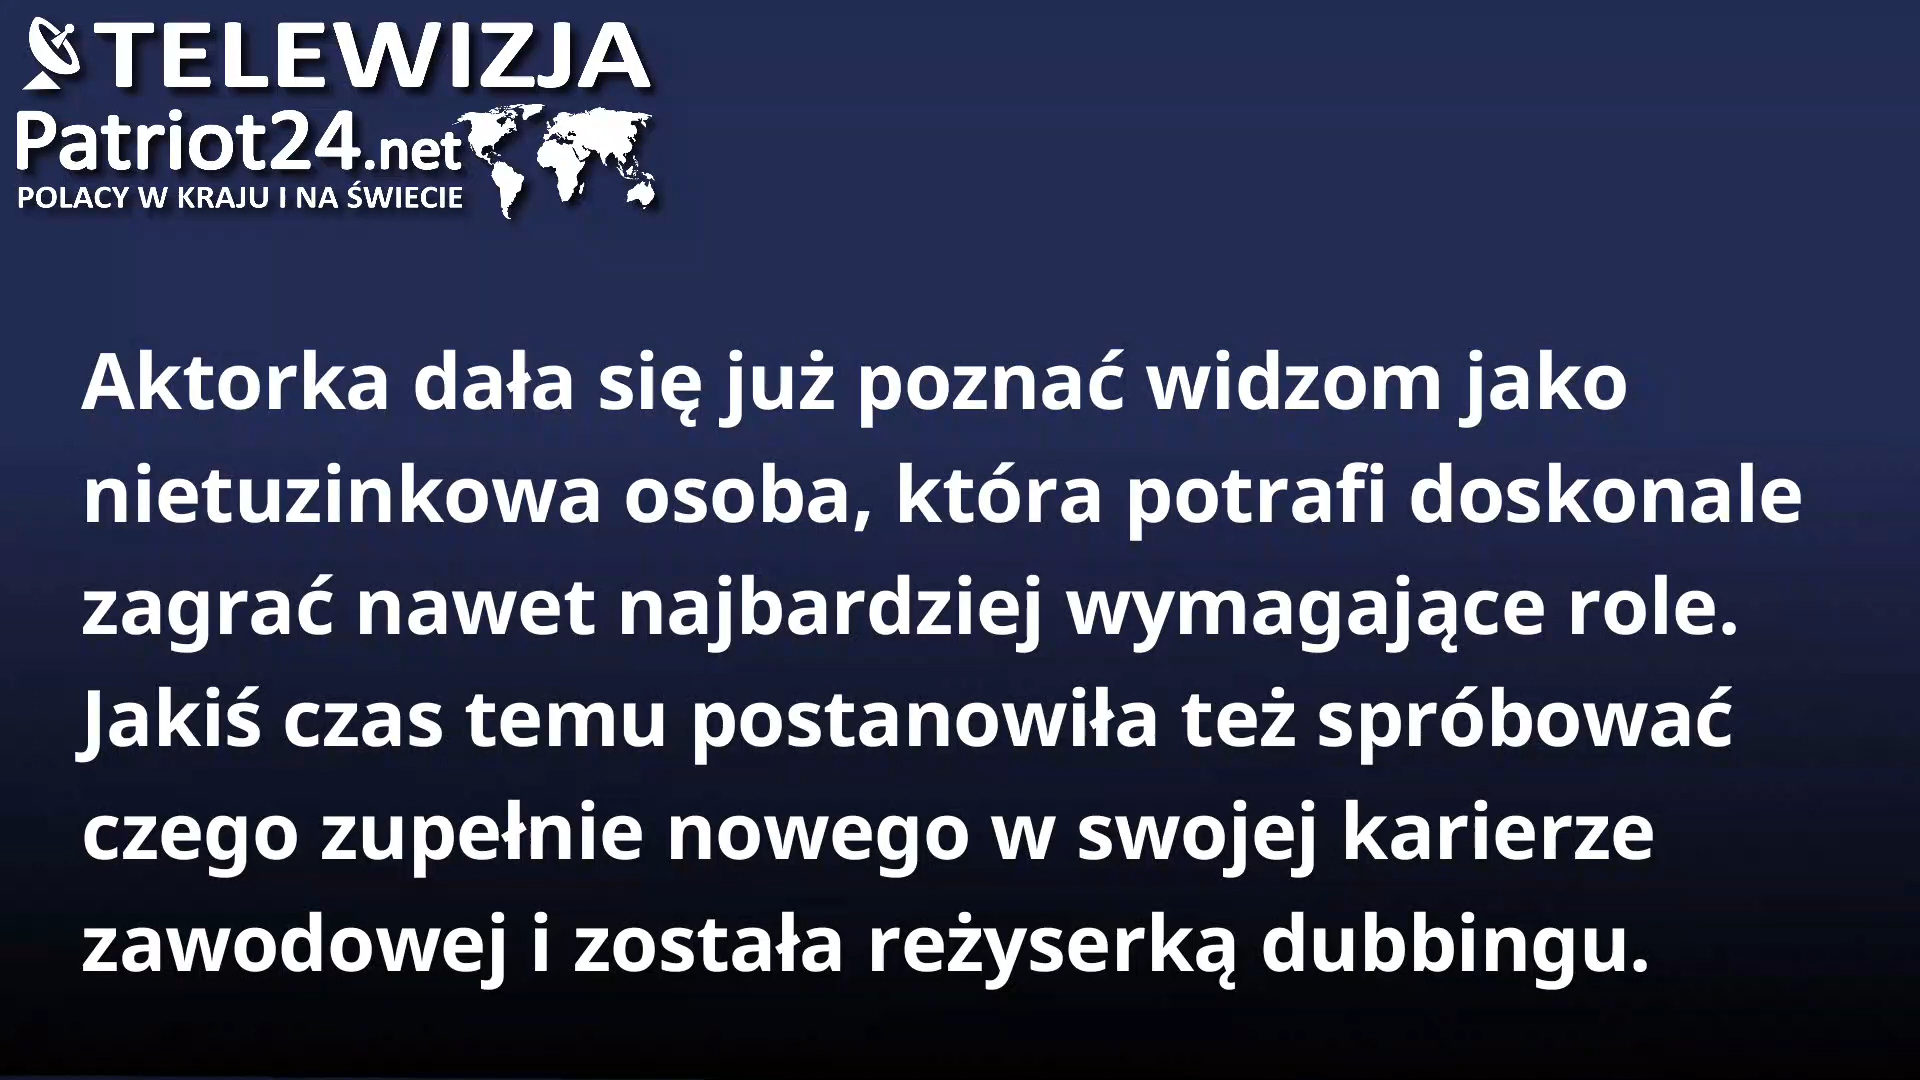 TELEWIZJA
Patriot24.net
POLACY W KRAJU I NA ŚWIECIE
Aktorka dała się już poznać widzom jako
nietuzinkowa osoba, która potrafi doskonale
zagrać nawet najbardziej wymagające role.
Jakiś czas temu postanowiła też spróbować
czego zupełnie nowego w swojej karierze
zawodowej i została reżyserką dubbingu.